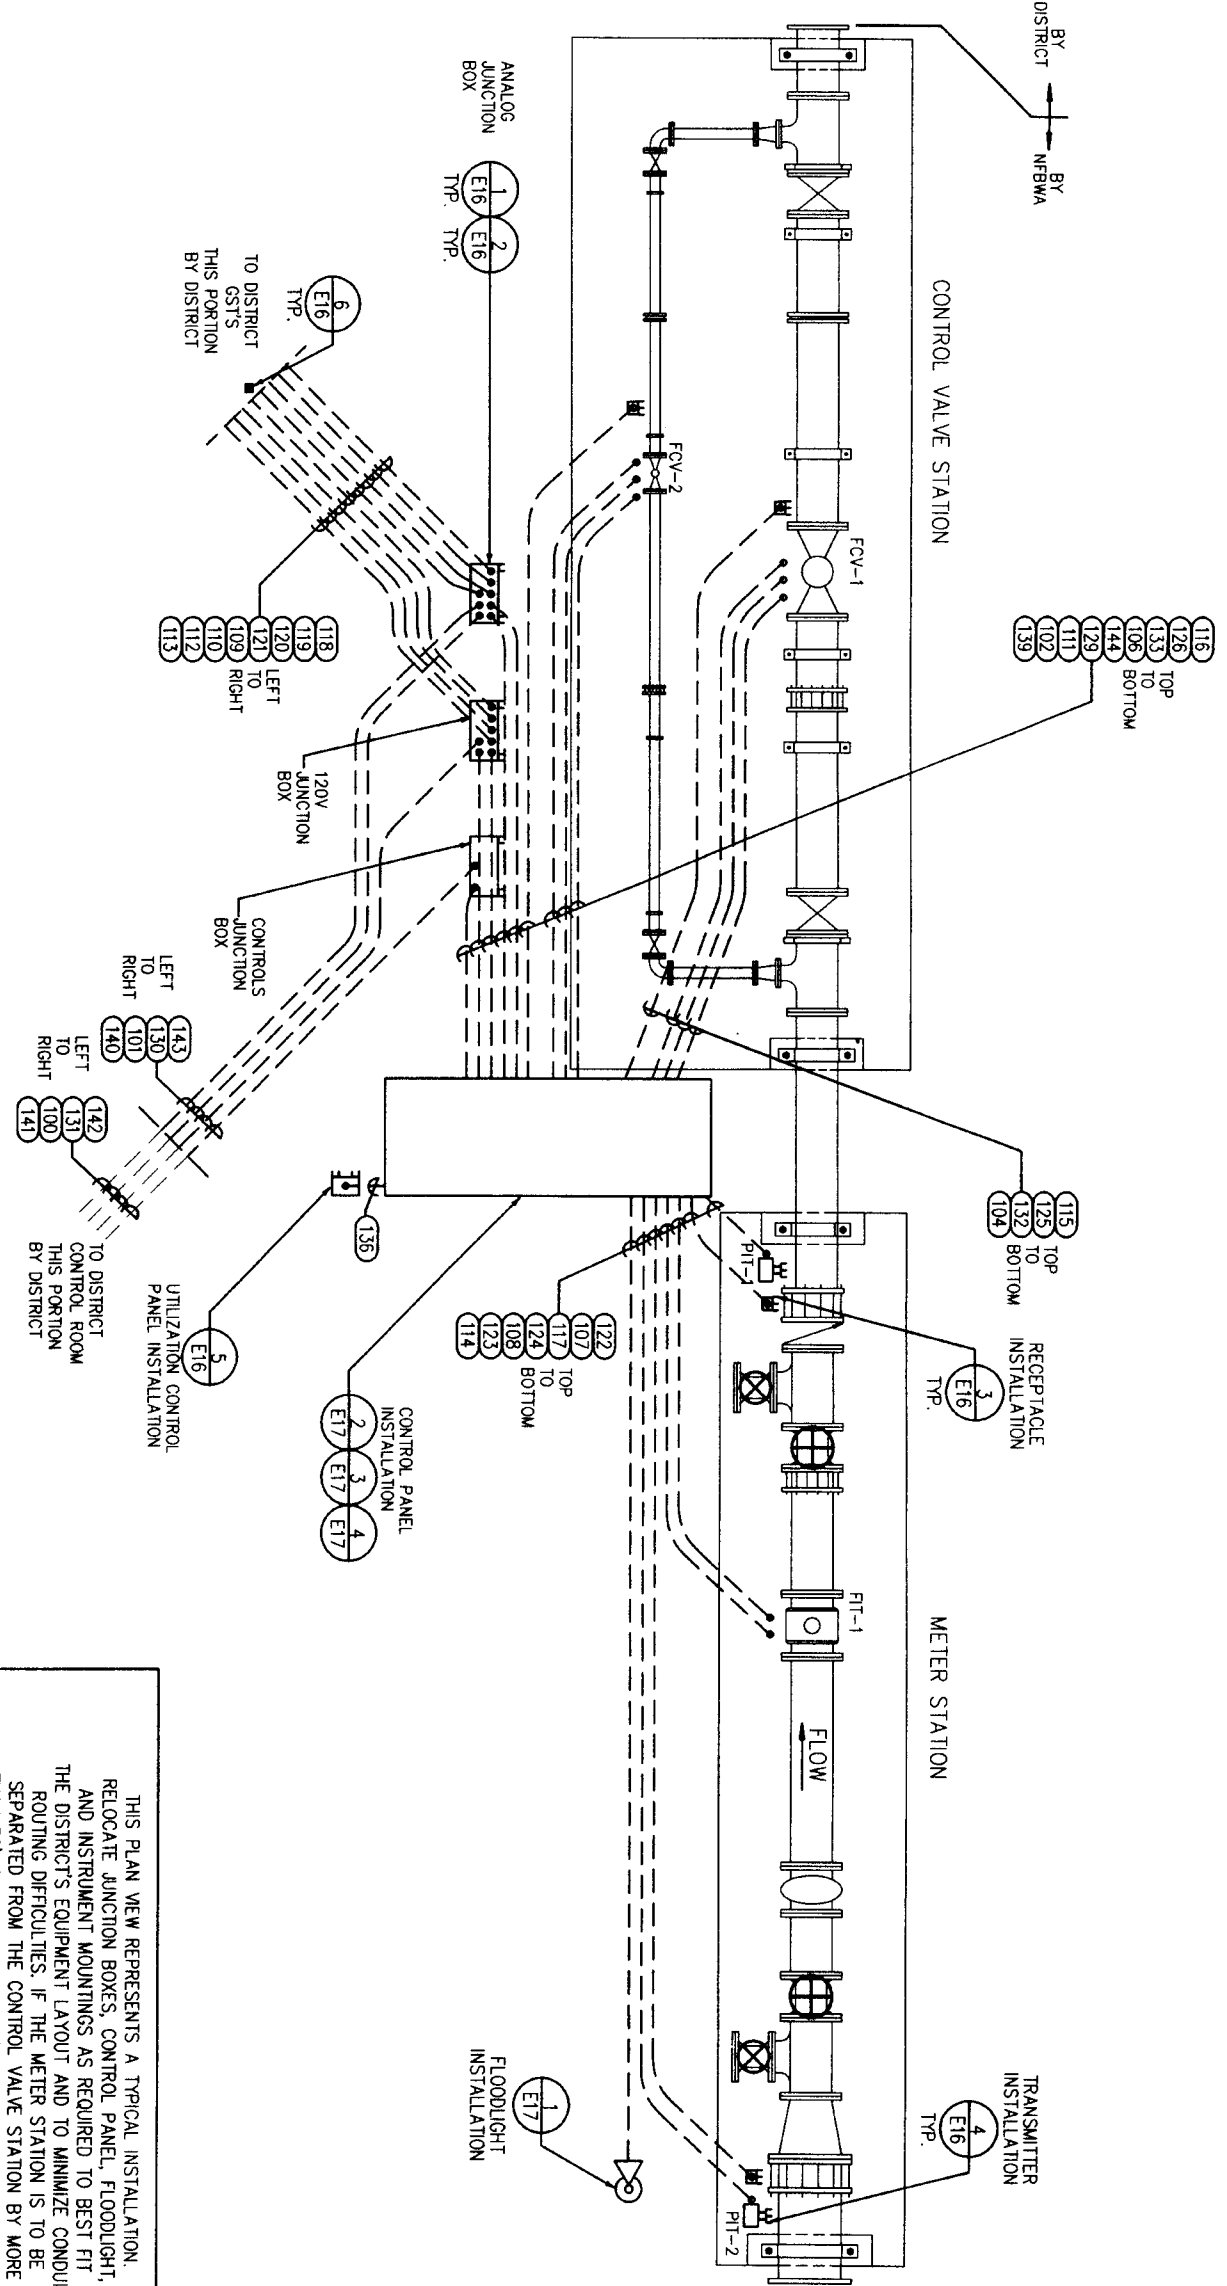 BY
DISTRICT
BY
NFBWA
CONTROL VALVE STATION
METER STATION
116
126
133
106
144
129
111
102
139
TOP
TO
BOTTOM
115
125
132
104
TOP
TO
BOTTOM
RECEPTACLE
INSTALLATION
3
E16
TYP.
TRANSMITTER
INSTALLATION
4
E16
TYP.
FCV-1
FCV-2
PIT-1
FIT-1
FLOW
PIT-2
ANALOG
JUNCTION
BOX
1
E16
TYP.
2
E16
TYP.
6
E16
TYP.
TO DISTRICT
GST'S
THIS PORTION
BY DISTRICT
118
119
120
121
109
110
112
113
LEFT
TO
RIGHT
120V
JUNCTION
BOX
CONTROLS
JUNCTION
BOX
LEFT
TO
RIGHT
143
130
101
140
LEFT
TO
RIGHT
142
131
100
141
TO DISTRICT
CONTROL ROOM
THIS PORTION
BY DISTRICT
136
UTILIZATION CONTROL
PANEL INSTALLATION
5
E16
122
107
117
124
108
123
114
TOP
TO
BOTTOM
CONTROL PANEL
INSTALLATION
2
E17
3
E17
4
E17
FLOODLIGHT
INSTALLATION
1
E17
THIS PLAN VIEW REPRESENTS A TYPICAL INSTALLATION.
RELOCATE JUNCTION BOXES, CONTROL PANEL, FLOODLIGHT,
AND INSTRUMENT MOUNTINGS AS REQUIRED TO BEST FIT
THE DISTRICT'S EQUIPMENT LAYOUT AND TO MINIMIZE CONDUI
ROUTING DIFFICULTIES. IF THE METER STATION IS TO BE
SEPARATED FROM THE CONTROL VALVE STATION BY MORE